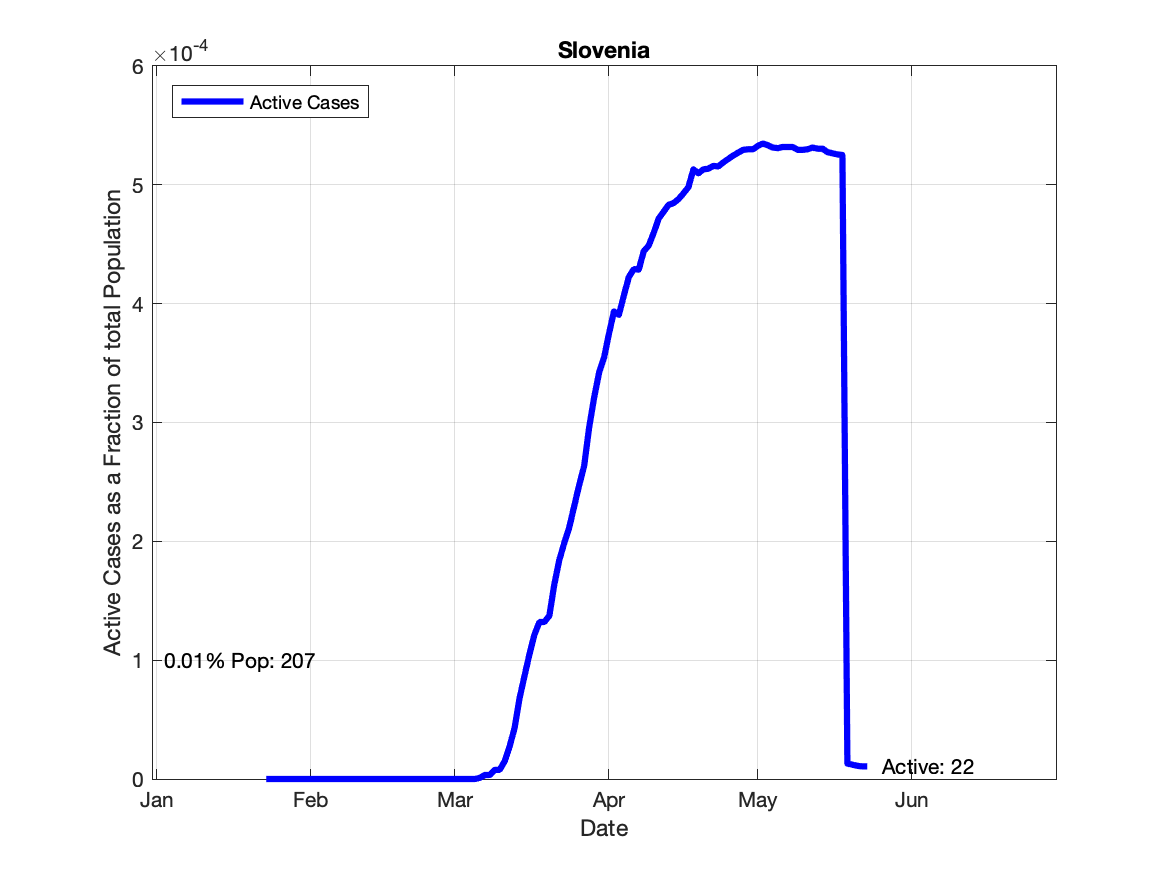 Slovenia
×10^-4
Active Cases
6
5
4
3
2
1
0
Active Cases as a Fraction of total Population
0.01% Pop: 207
Active: 22
Jan Feb Mar Apr May Jun
Date